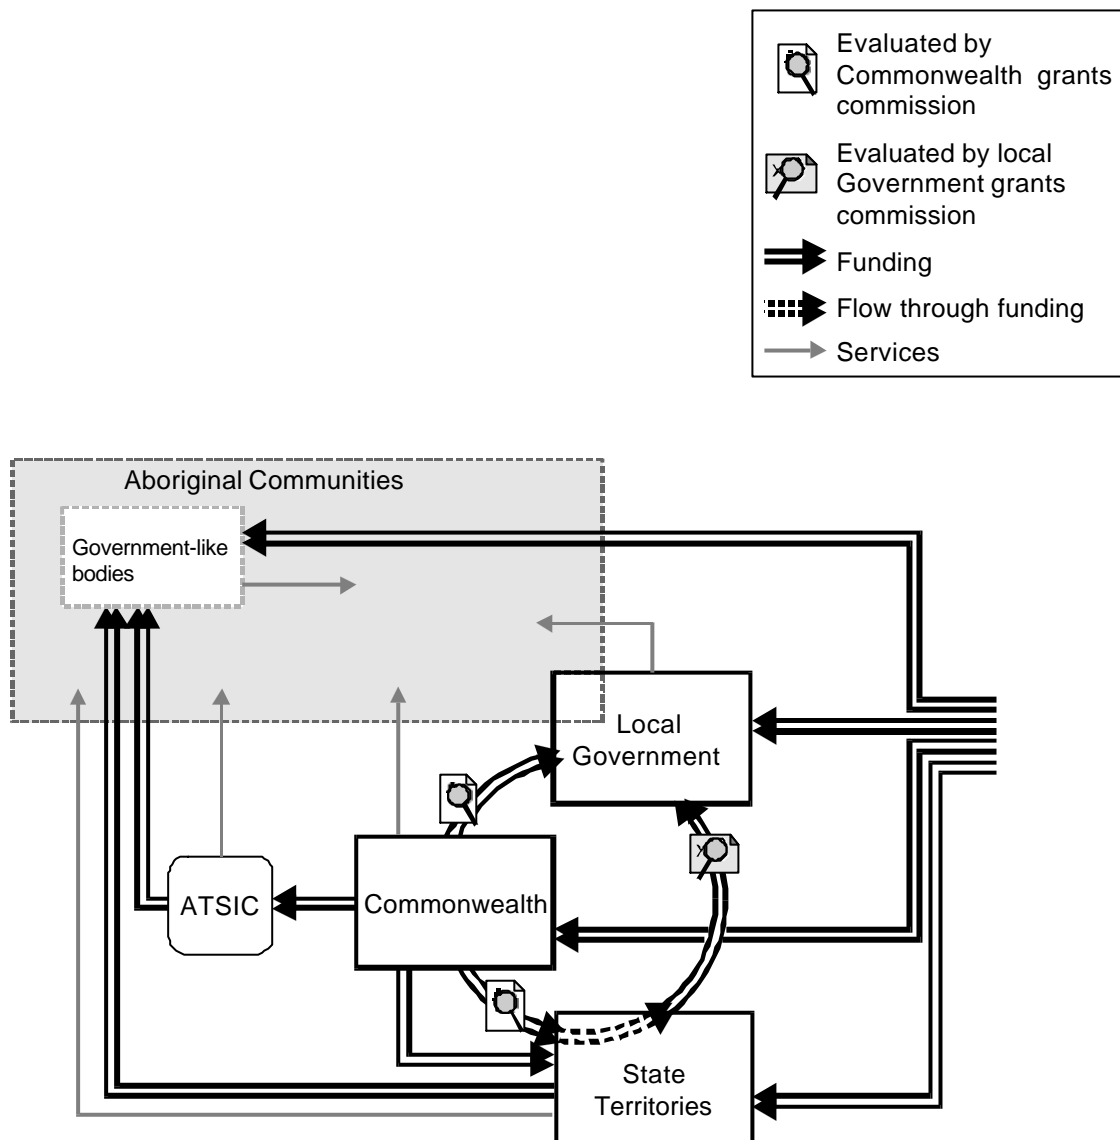 Evaluated by
Commonwealth grants
commission
Evaluated by local
Government grants
commission
Funding
Flow through funding
Services
Aboriginal Communities
Government-like
bodies
Local
Government
ATSIC
Commonwealth
State
Territories